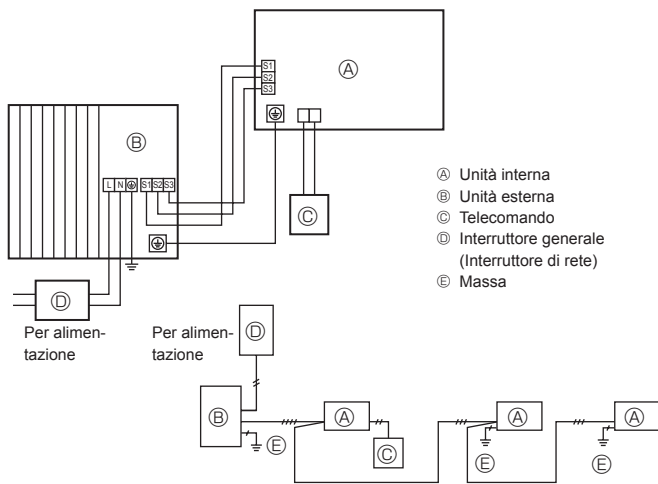 S1
S2
S3
Ⓐ
Ⓑ
L N S1 S2 S3
Ⓒ
Ⓓ
Per alimen-
tazione
Ⓐ Unità interna
Ⓑ Unità esterna
Ⓒ Telecomando
Ⓓ Interruttore generale
(Interruttore di rete)
Ⓔ Massa
Per alimen-
tazione
Ⓓ
Ⓑ
Ⓔ
Ⓐ
Ⓒ
Ⓐ
Ⓔ
Ⓐ
Ⓔ